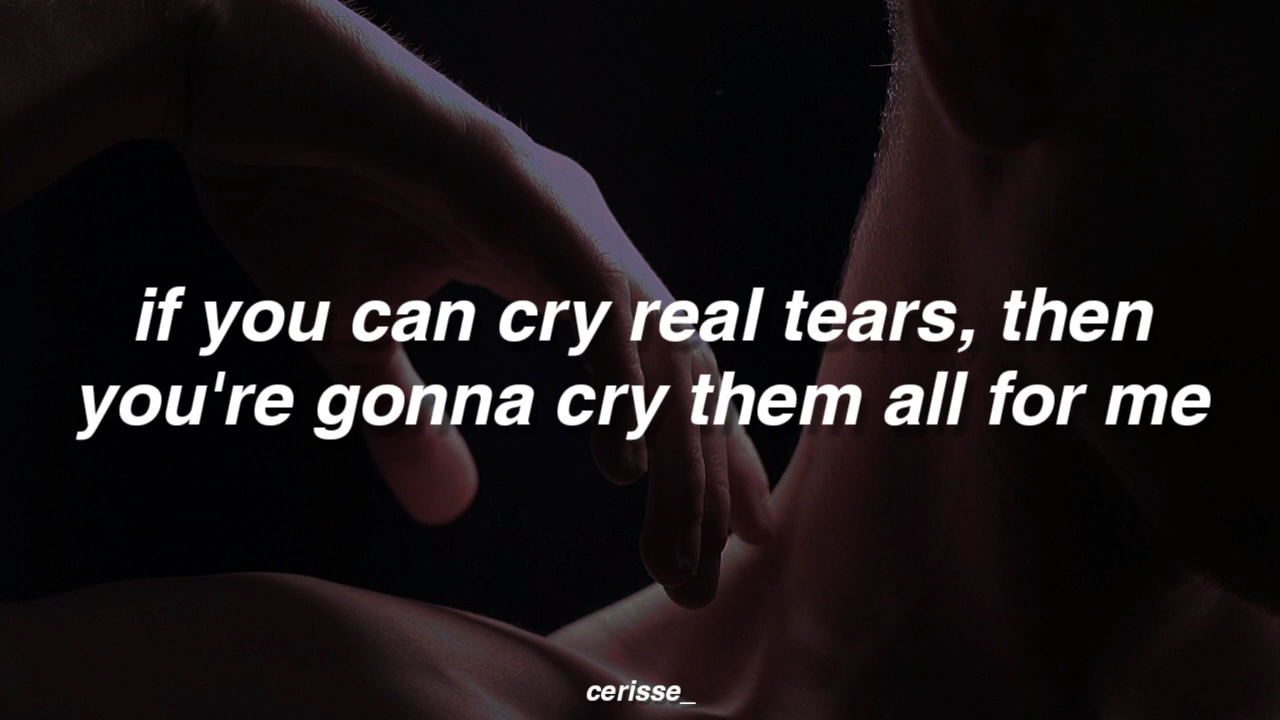 if you can cry real tears, then
you're gonna cry them all for me
cerisse_